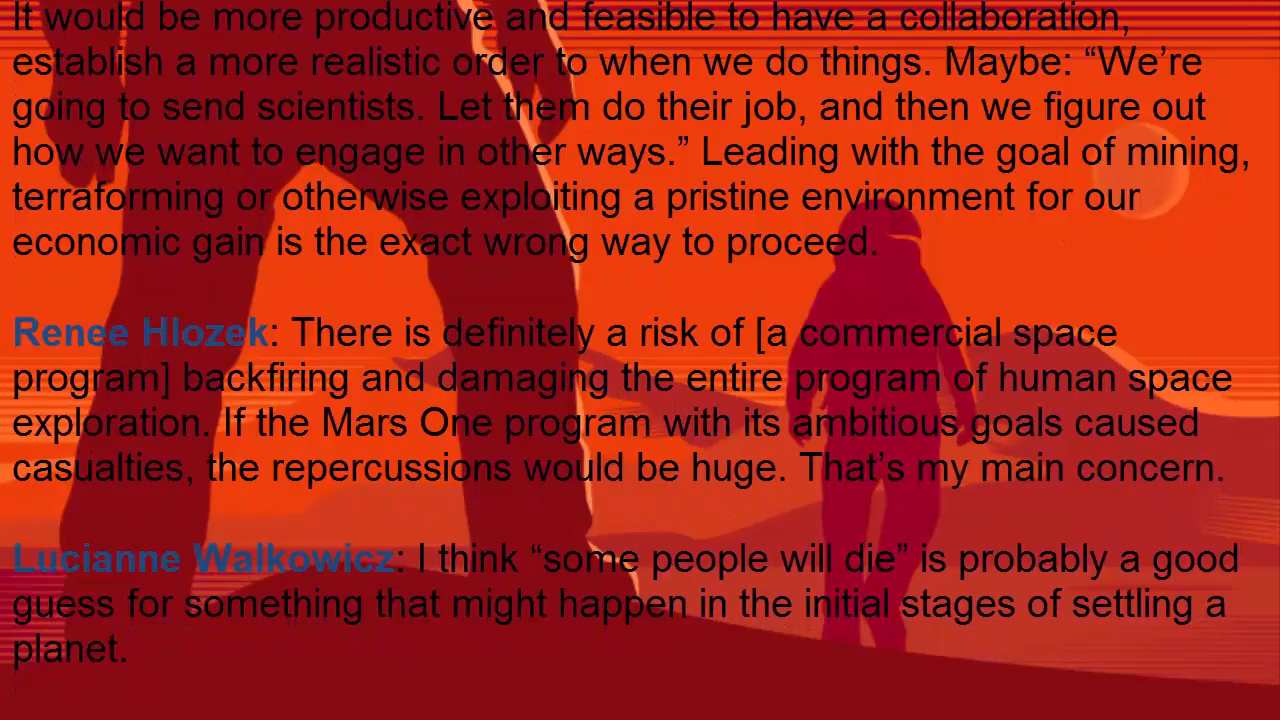 It would be more productive and feasible to have a collaboration,
establish a more realistic order to when we do things. Maybe: “We’re
going to send scientists. Let them do their job, and then we figure out
how we want to engage in other ways.” Leading with the goal of mining,
terraforming or otherwise exploiting a pristine environment for our
economic gain is the exact wrong way to proceed.
Renee Hlozek: There is definitely a risk of [a commercial space
program] backfiring and damaging the entire program of human space
exploration. If the Mars One program with its ambitious goals caused
casualties, the repercussions would be huge. That’s my main concern.
Lucianne Walkowicz: I think “some people will die” is probably a good
guess for something that might happen in the initial stages of settling a
planet.